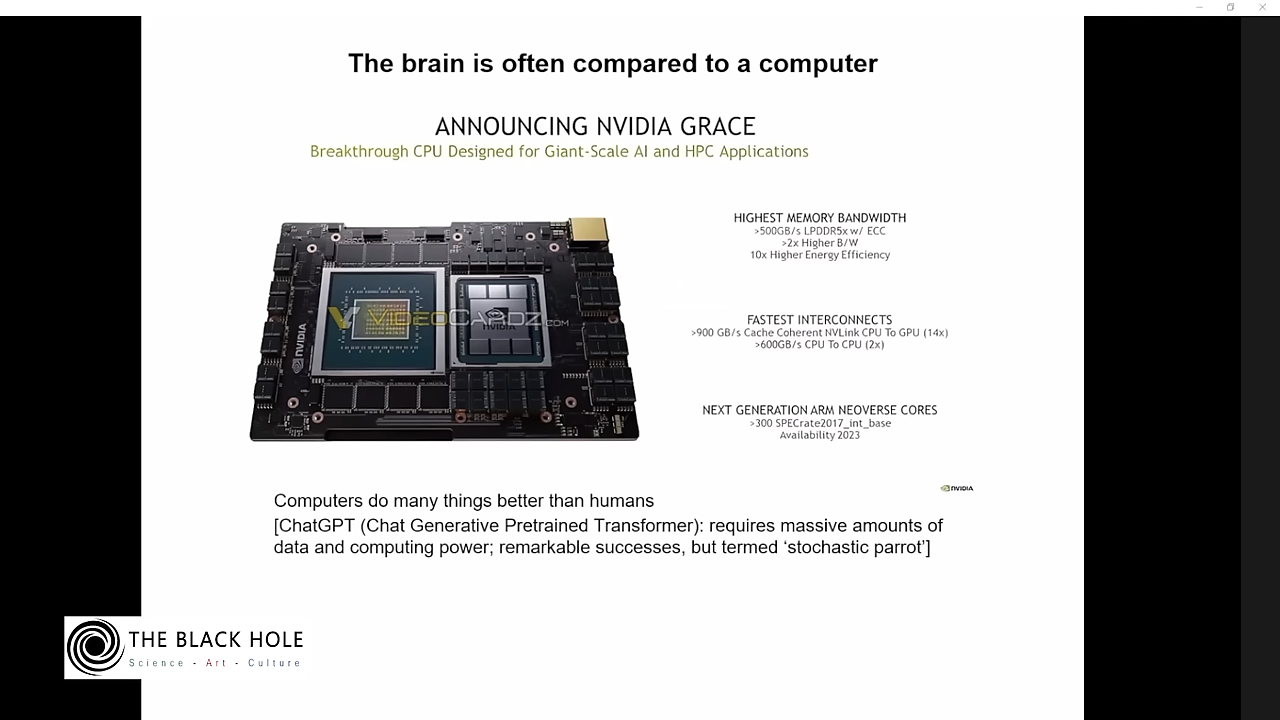 The brain is often compared to a computer
ANNOUNCING NVIDIA GRACE
Breakthrough CPU Designed for Giant-Scale AI and HPC Applications
HIGHEST MEMORY BANDWIDTH
>500GB/s LPDDR5x w/ ECC
>2x Higher B/W
10x Higher Energy Efficiency
NVIDIA
VIDEOCARDZ.COM
NVIDIA
FASTEST INTERCONNECTS
>900 GB/s Cache Coherent NVLink CPU To GPU (14x)
>600GB/s CPU To CPU (2x)
NEXT GENERATION ARM NEOVERSE CORES
>300 SPECrate2017_int_base
Availability 2023
NVIDIA
Computers do many things better than humans
[ChatGPT (Chat Generative Pretrained Transformer): requires massive amounts of
data and computing power; remarkable successes, but termed ‘stochastic parrot’]
THE BLACK HOLE
Science - Art - Culture